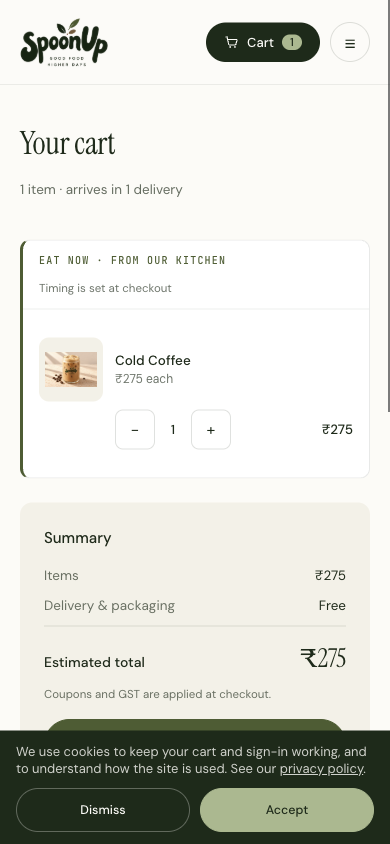 SpoonUp
GOOD FOOD
HIGHER DAYS
Cart 1
Your cart
1 item · arrives in 1 delivery
EAT NOW · FROM OUR KITCHEN
Timing is set at checkout
Cold Coffee
₹275 each
− 1 + ₹275
Summary
Items ₹275
Delivery & packaging Free
Estimated total ₹275
Coupons and GST are applied at checkout.
We use cookies to keep your cart and sign-in working, and
to understand how the site is used. See our privacy policy.
Dismiss Accept